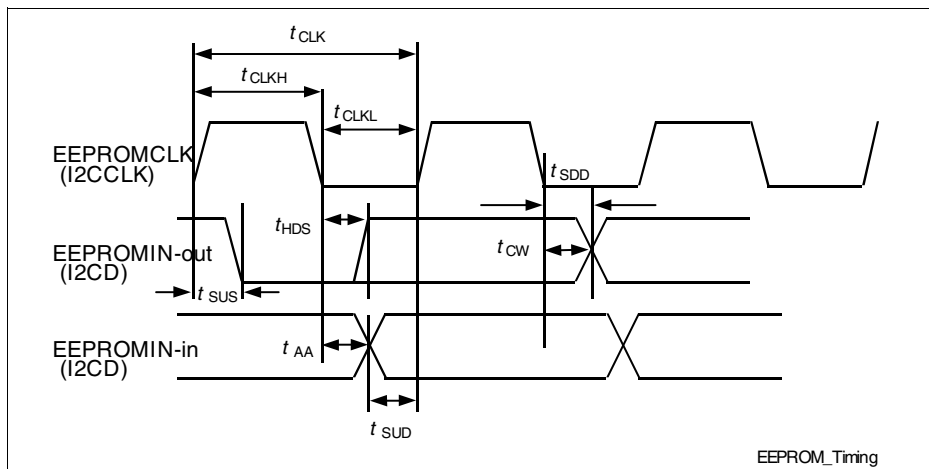 tCLK
tCLKH
tCLKL
EEPROMCLK
(I2CCLK)
tSDD
tHDS
EEPROMIN-out
(I2CD)
tCW
tSUS
EEPROMIN-in
(I2CD)
tAA
tSUD
EEPROM_Timing